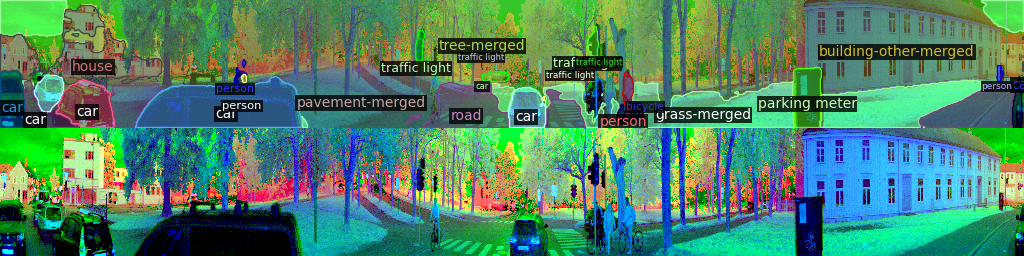 tree-merged
building-other-merged
traffic light
house
traf
traffic light
traffic light
traffic light
car
person
car
person
car
pavement-merged
road
car
bicycle
person
grass-merged
parking meter
person
car
car